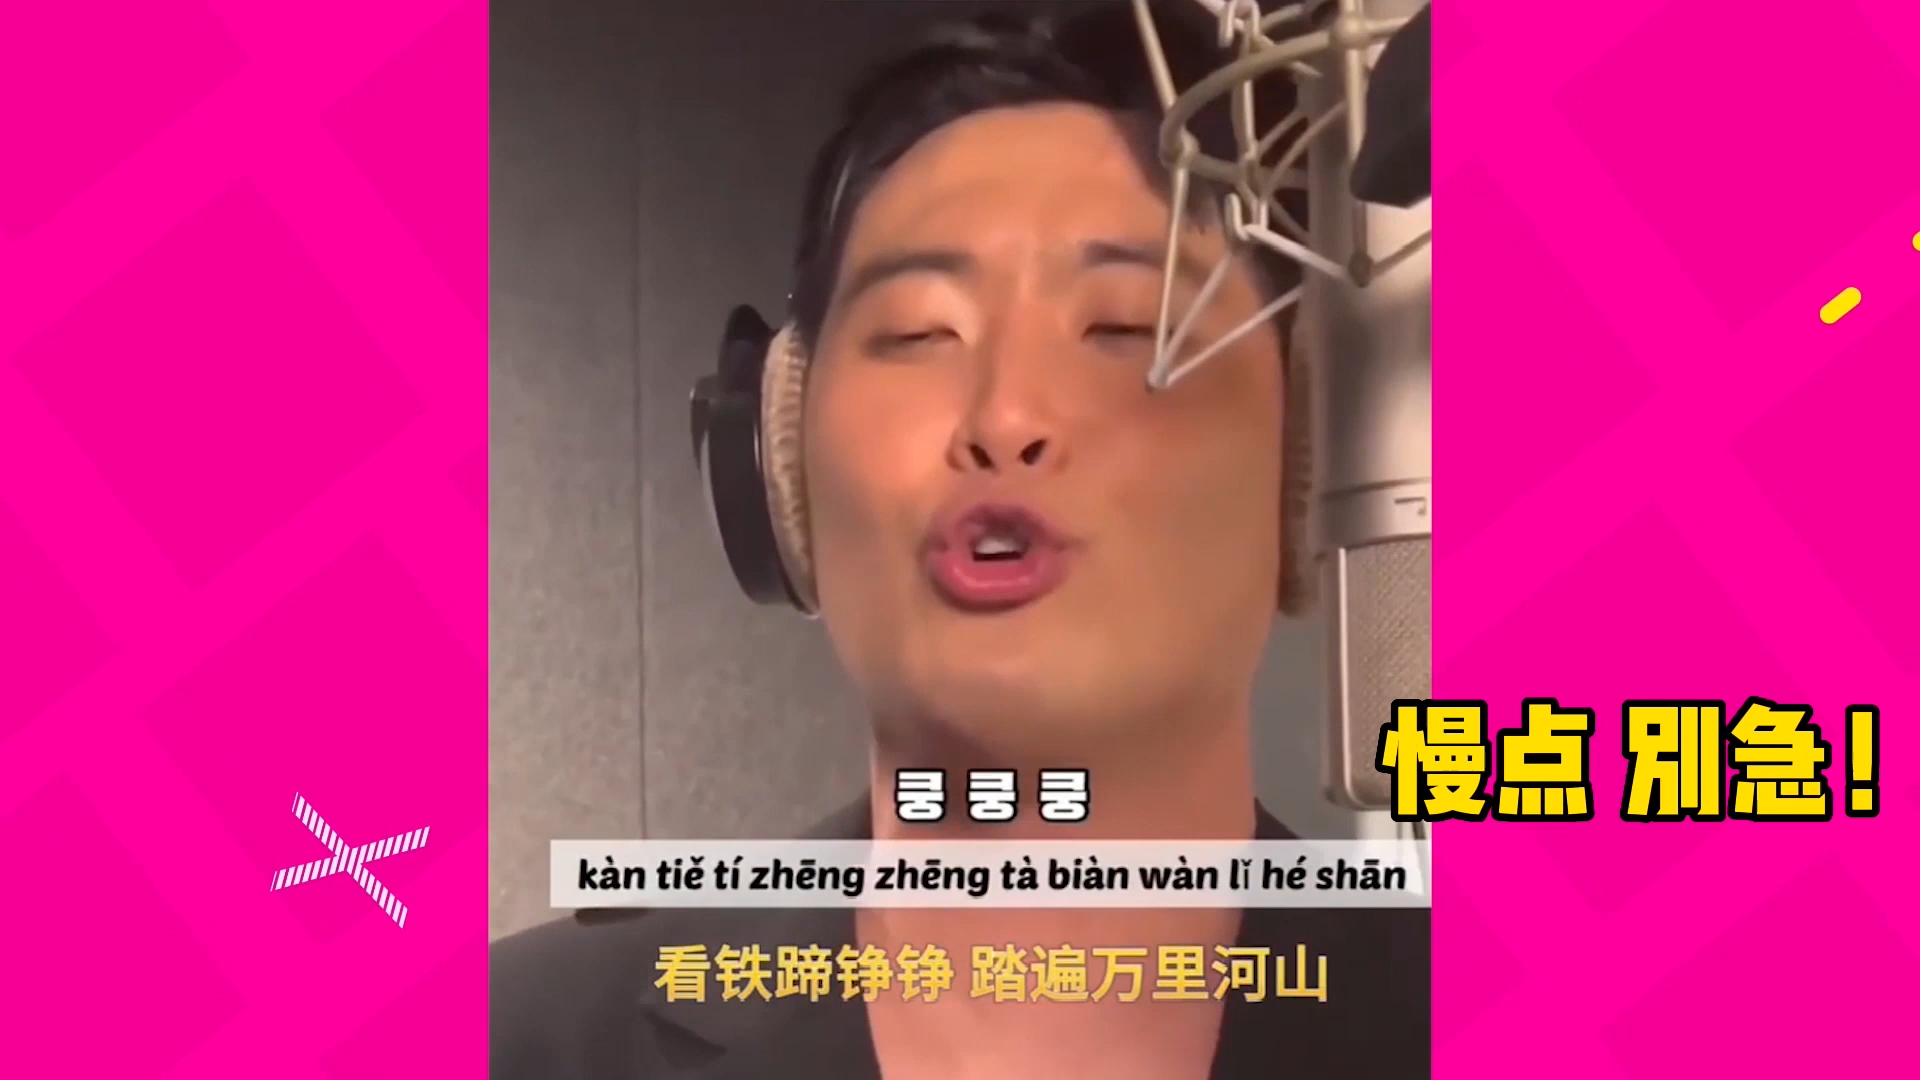 慢点 别急!
쿵 쿵 쿵
kàn tiě tí zhēng zhēng tà biàn wàn lǐ hé shān
看铁蹄铮铮 踏遍万里河山